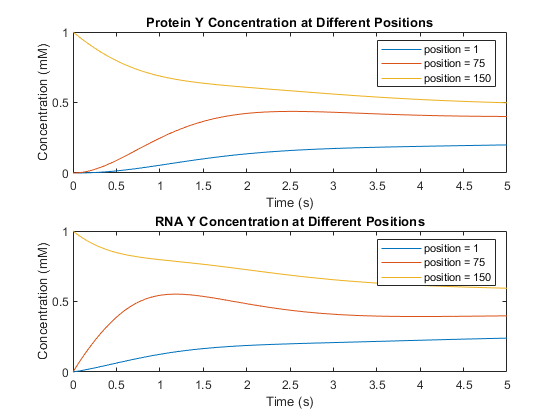 Protein Y Concentration at Different Positions
1
0.5
0
Concentration (mM)
position = 1
position = 75
position = 150
0 0.5 1 1.5 2 2.5 3 3.5 4 4.5 5
Time (s)
RNA Y Concentration at Different Positions
1
0.5
0
Concentration (mM)
position = 1
position = 75
position = 150
0 0.5 1 1.5 2 2.5 3 3.5 4 4.5 5
Time (s)